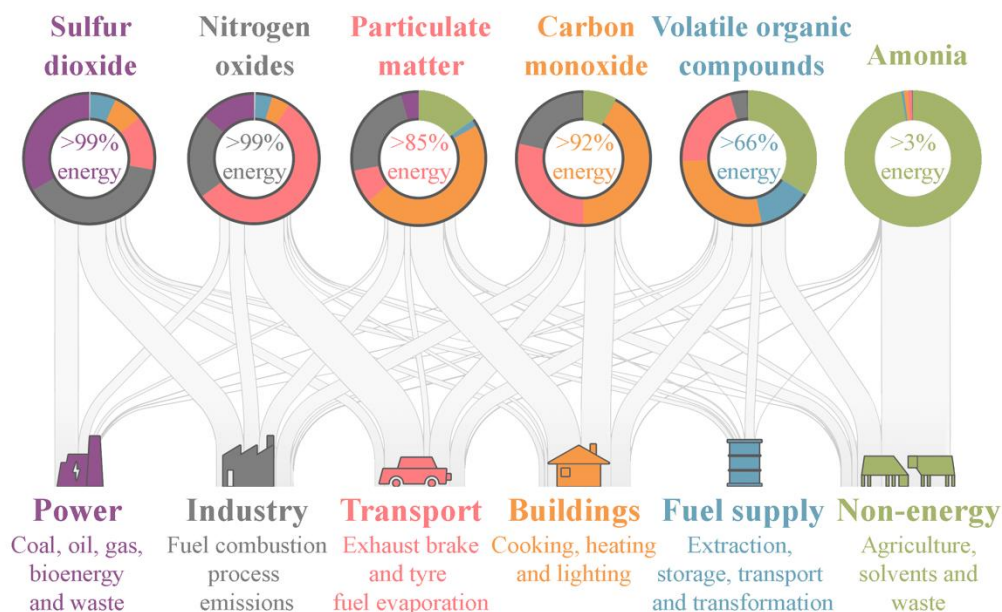 Sulfur
dioxide
Nitrogen
oxides
Particulate
matter
Carbon
monoxide
Volatile organic
compounds
Amonia
>99%
energy
>99%
energy
>85%
energy
>92%
energy
>66%
energy
>3%
energy
Power
Coal, oil, gas,
bioenergy
and waste
Industry
Fuel combustion
process
emissions
Transport
Exhaust brake
and tyre
fuel evaporation
Buildings
Cooking, heating
and lighting
Fuel supply
Extraction,
storage, transport
and transformation
Non-energy
Agriculture,
solvents and
waste